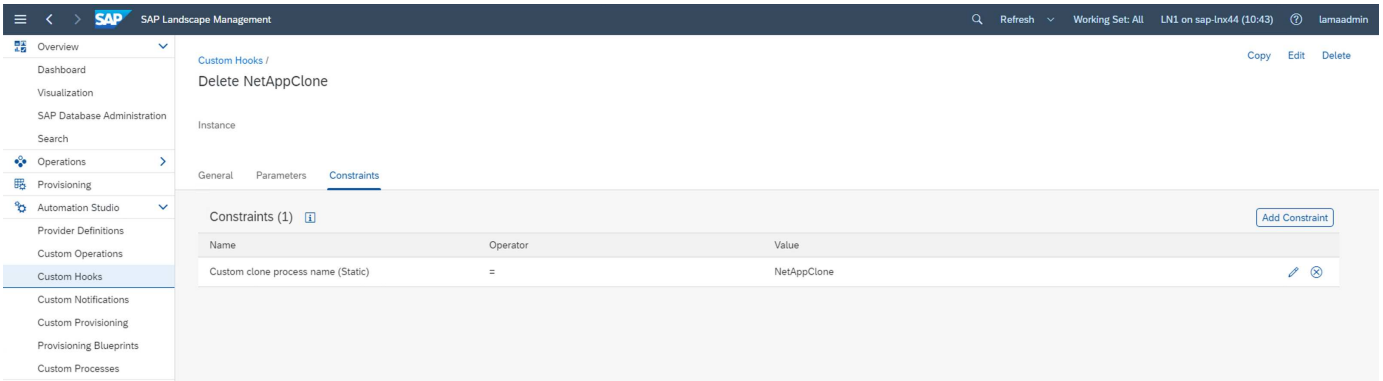 SAP SAP Landscape Management Refresh Working Set: All LN1 on sap-lnx44 (10:43) lamaadmin
Overview
Dashboard
Visualization
SAP Database Administration
Search
Operations
Provisioning
Automation Studio
Provider Definitions
Custom Operations
Custom Hooks
Custom Notifications
Custom Provisioning
Provisioning Blueprints
Custom Processes
Custom Hooks /
Copy Edit Delete
Delete NetAppClone
Instance
General Parameters Constraints
Constraints (1) Add Constraint
Name Operator Value
Custom clone process name (Static) = NetAppClone